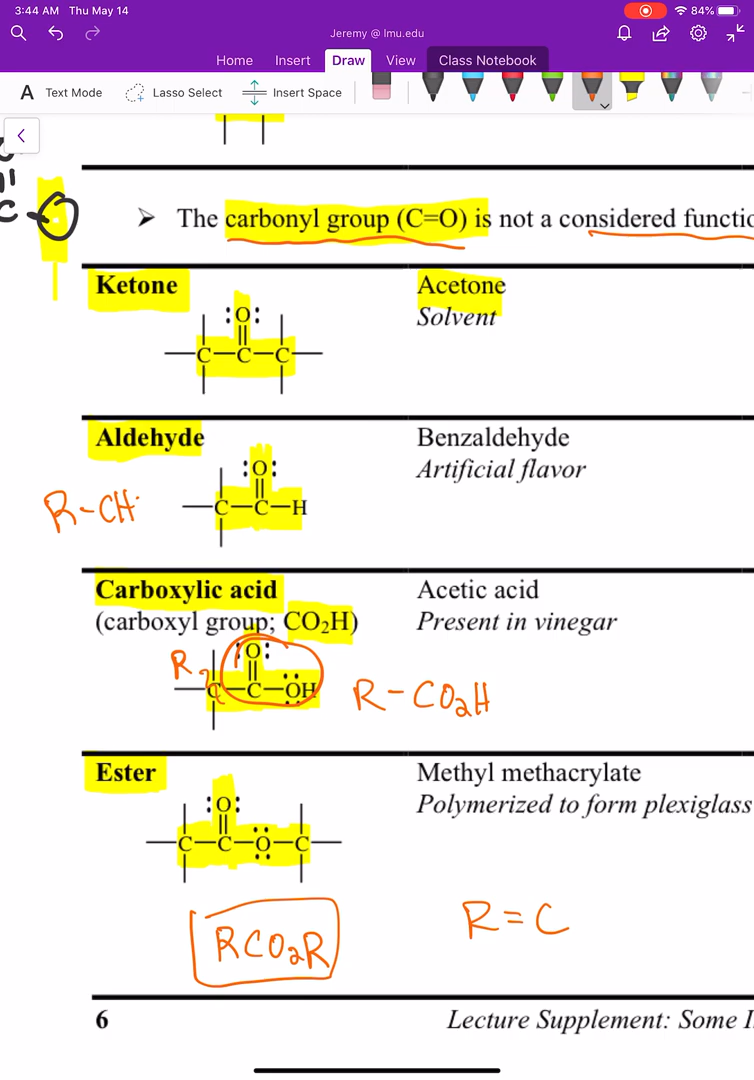 3:44 AM Thu May 14
84%
Jeremy @ lmu.edu
Home Insert Draw View Class Notebook
A Text Mode Lasso Select Insert Space
The carbonyl group (C=O) is not a considered functio
Ketone
Acetone
Solvent
:O:
C—C—C
Aldehyde
Benzaldehyde
Artificial flavor
:O:
R-CH
C—C—H
Carboxylic acid
Acetic acid
(carboxyl group; CO₂H)
Present in vinegar
:O:
R
C—C—OH
R-CO₂H
Ester
Methyl methacrylate
Polymerized to form plexiglass
:O:
C—C—O—C
RCO₂R
R=C
6
Lecture Supplement: Some I